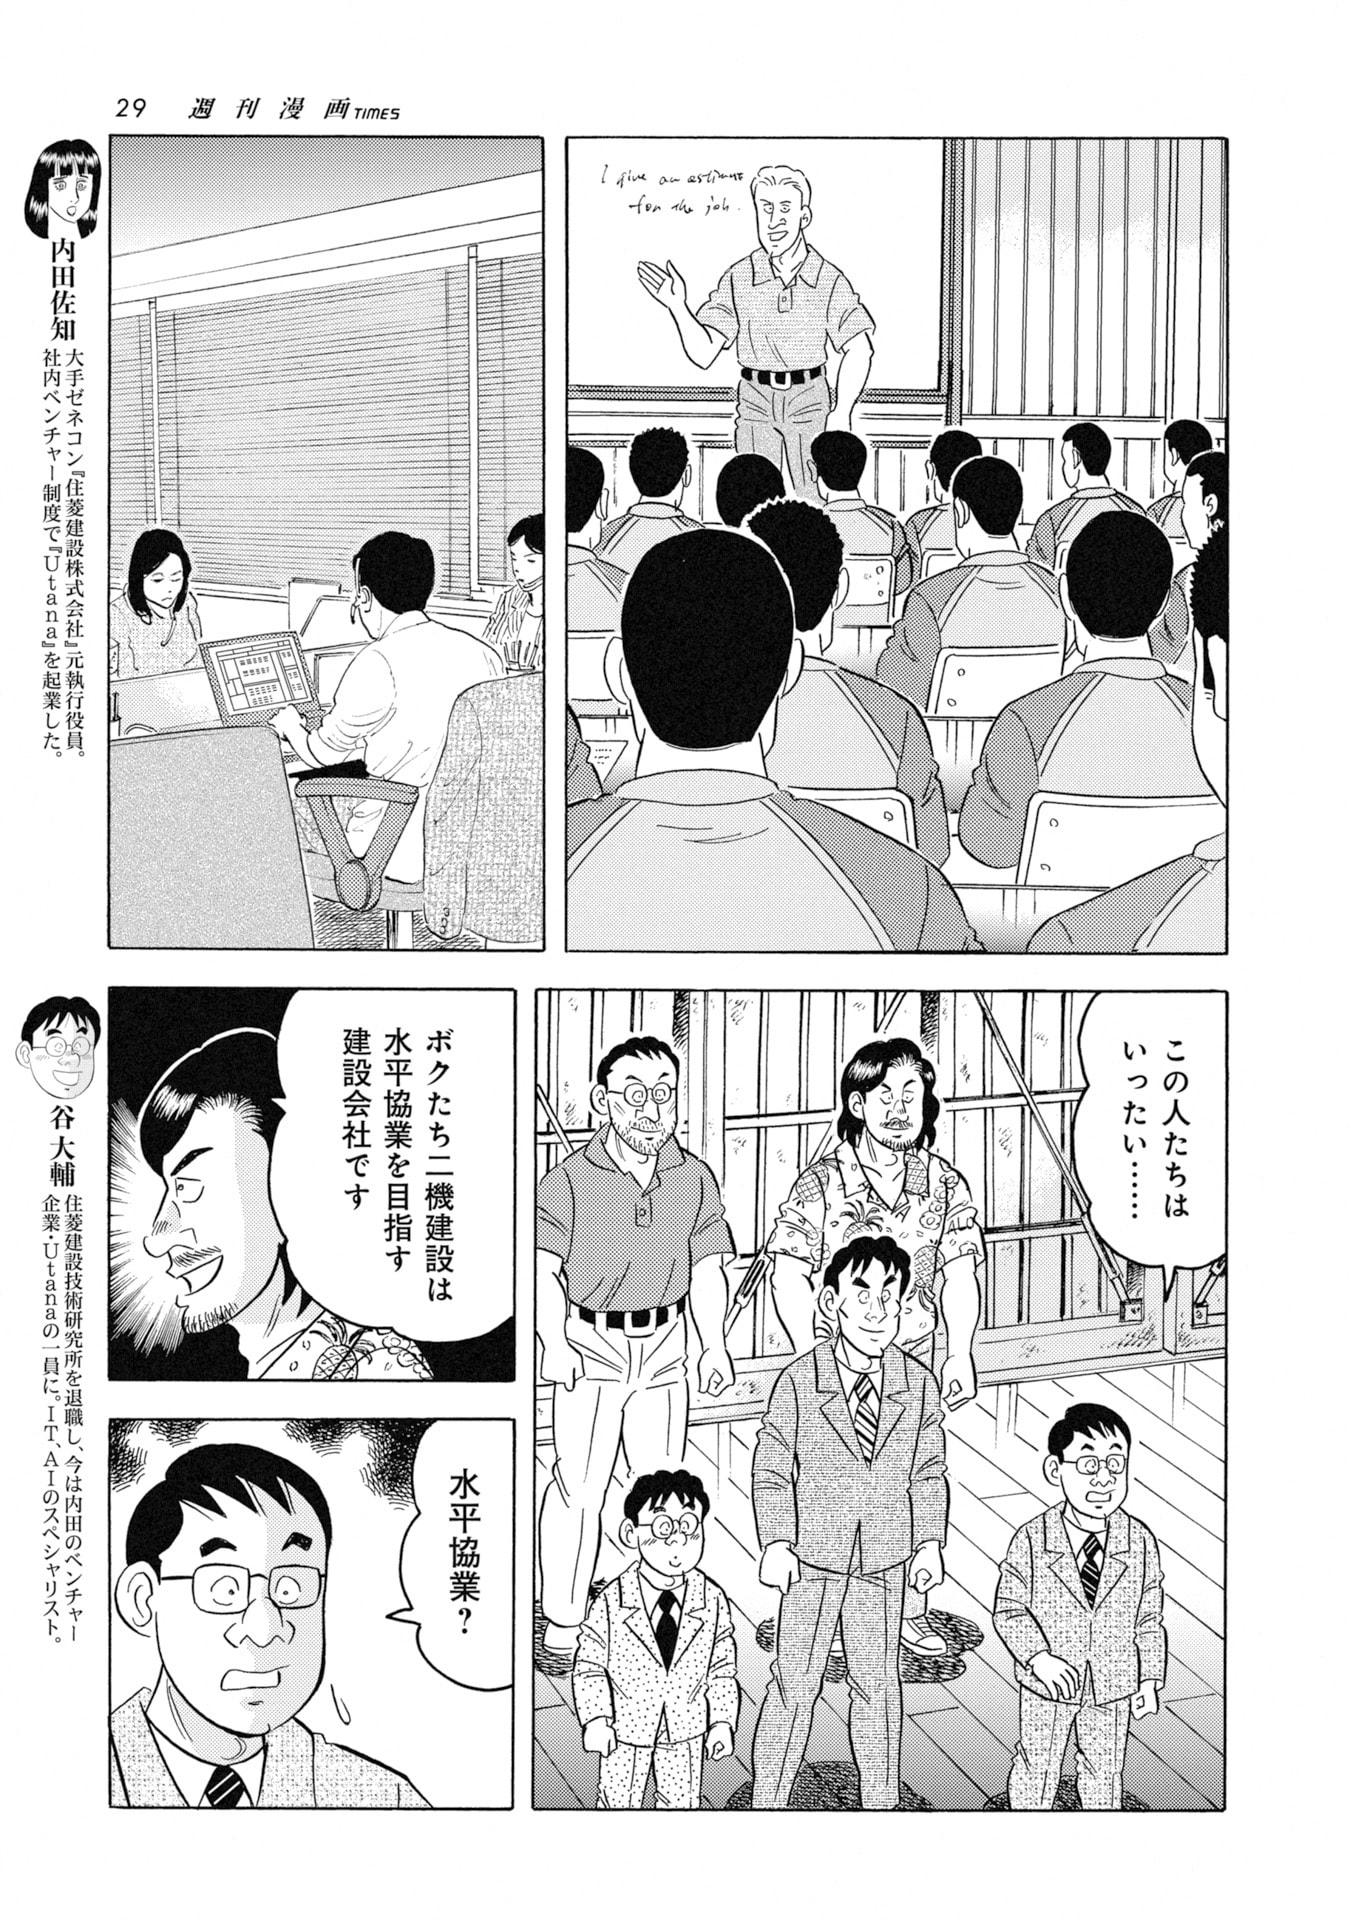 29 週刊漫画TIMES
I give an estimate
for the job.
この人たちは
いったい……
ボクたち二機建設は
水平協業を目指す
建設会社です
水平協業?
内田佐知
大手ゼネコン『住菱建設株式会社』元執行役員。
社内ベンチャー制度で『Utana』を起業した。
谷 大輔
住菱建設技術研究所を退職し、今は内田のベンチャー
企業・Utanaの一員に。IT、AIのスペシャリスト。